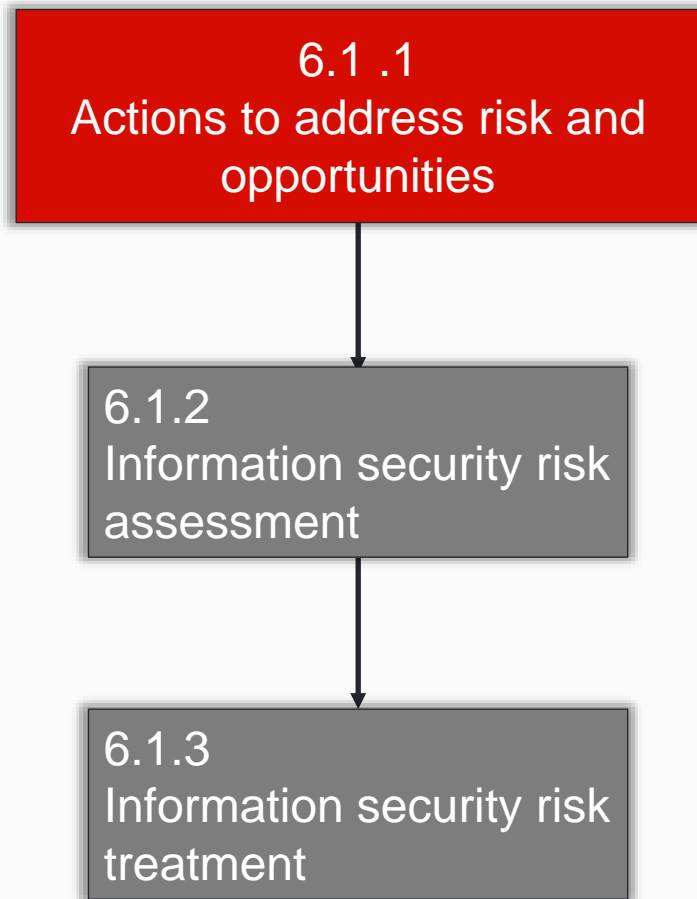 6.1 .1
Actions to address risk and
opportunities
6.1.2
Information security risk
assessment
6.1.3
Information security risk
treatment